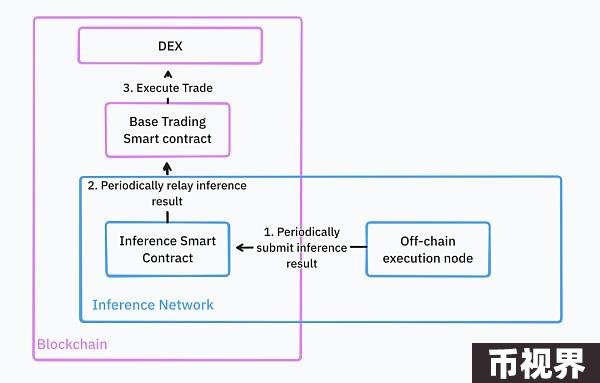 DEX
3. Execute Trade
Base Trading
Smart contract
2. Periodically relay inference
result
Inference Smart
Contract
1. Periodically
submit inference
result
Off-chain
execution node
Inference Network
Blockchain
币视界